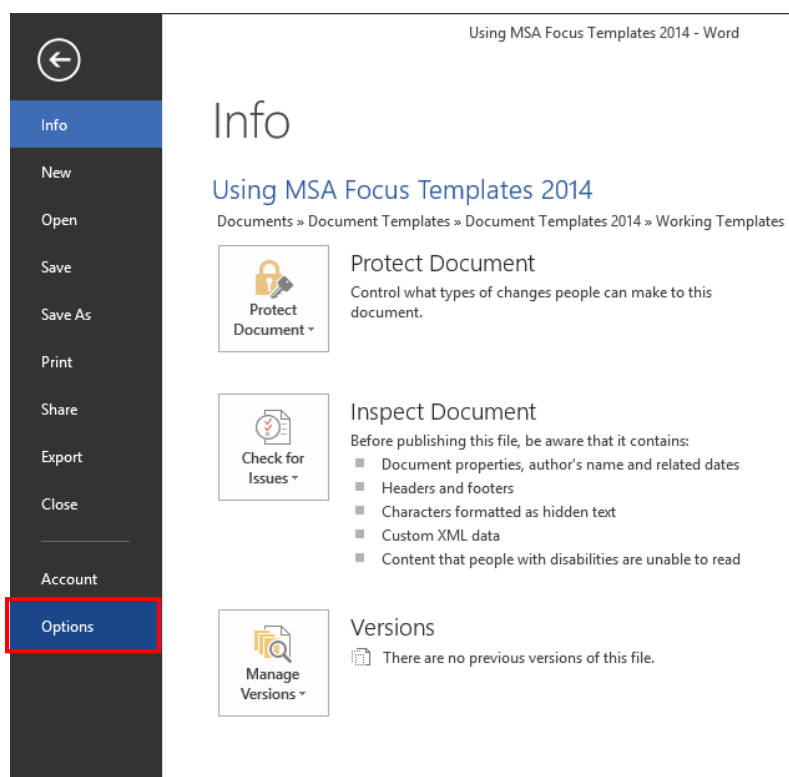 Using MSA Focus Templates 2014 - Word
Info
New
Open
Save
Save As
Print
Share
Export
Close
Account
Options
Info
Using MSA Focus Templates 2014
Documents » Document Templates » Document Templates 2014 » Working Templates
Protect
Document
Protect Document
Control what types of changes people can make to this
document.
Check for
Issues
Inspect Document
Before publishing this file, be aware that it contains:
Document properties, author's name and related dates
Headers and footers
Characters formatted as hidden text
Custom XML data
Content that people with disabilities are unable to read
Manage
Versions
Versions
There are no previous versions of this file.